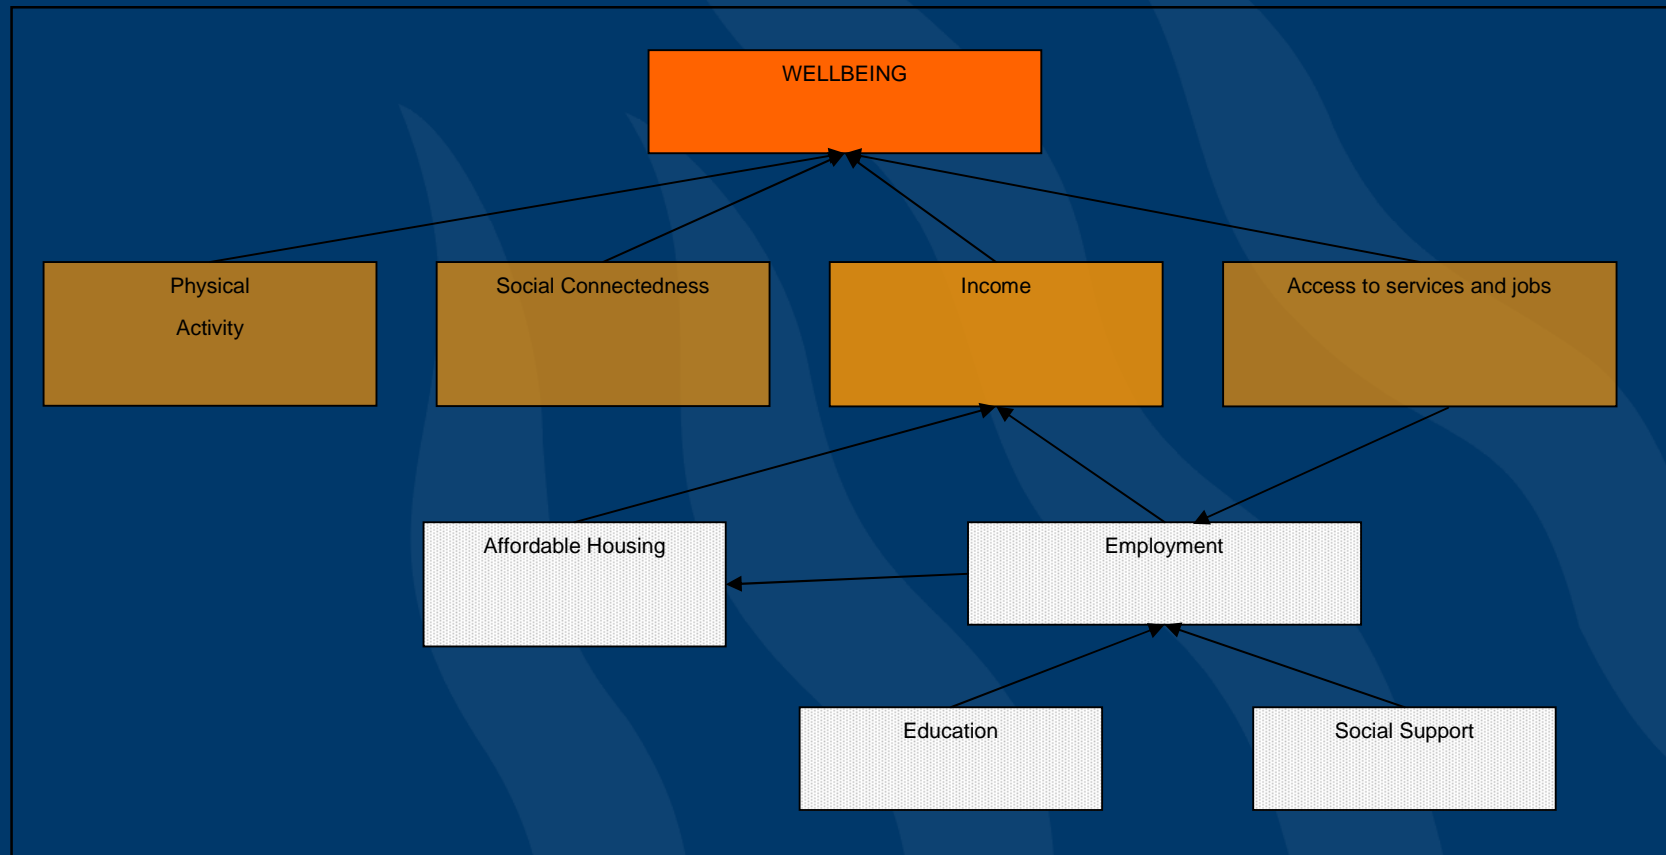 WELLBEING
Physical
Activity
Social Connectedness
Income
Access to services and jobs
Affordable Housing
Employment
Education
Social Support